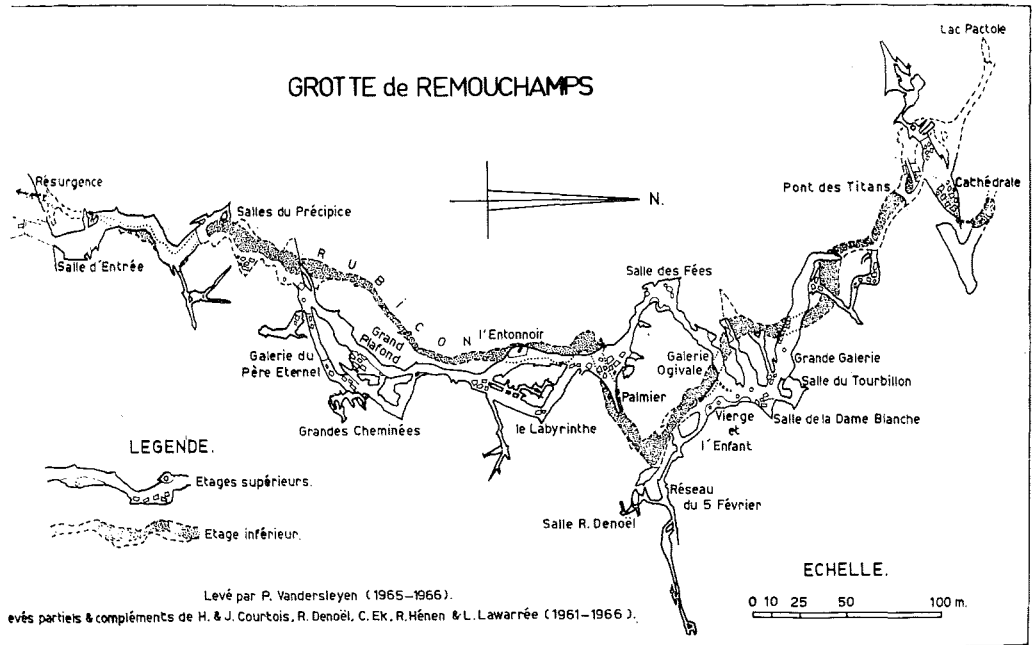 Lac Pactole
GROTTE de REMOUCHAMPS
Résurgence
Salles du Précipice
N.
Pont des Titans
Cathédrale
Salle d'Entrée
RUBICON
Salle des Fées
l'Entonnoir
Grand
Plafond
Galerie du
Père Eternel
Galerie
Ogivale
Grande Galerie
Salle du Tourbillon
Palmier
Grandes Cheminées
le Labyrinthe
Vierge
et
l'Enfant
Salle de la Dame Blanche
LEGENDE.
Etages supérieurs.
Réseau
du 5 Février
Salle R. Denoël
Etage inférieur.
ECHELLE.
Levé par P. Vandersleyen (1965-1966).
0 10 25 50 100 m.
evés partiels & compléments de H. & J. Courtois, R. Denoël, C. Ek, R. Hénen & L. Lawarrée (1961-1966).